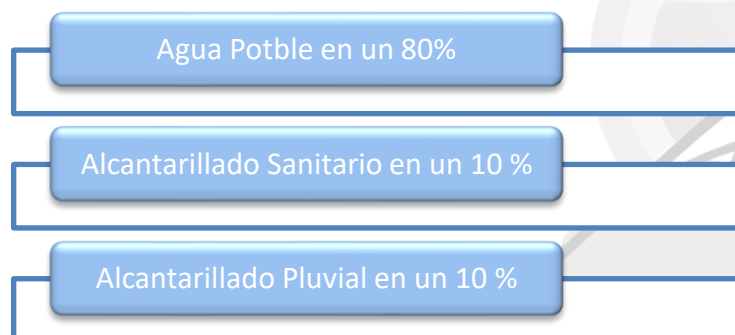 Agua Potble en un 80%
Alcantarillado Sanitario en un 10 %
Alcantarillado Pluvial en un 10 %